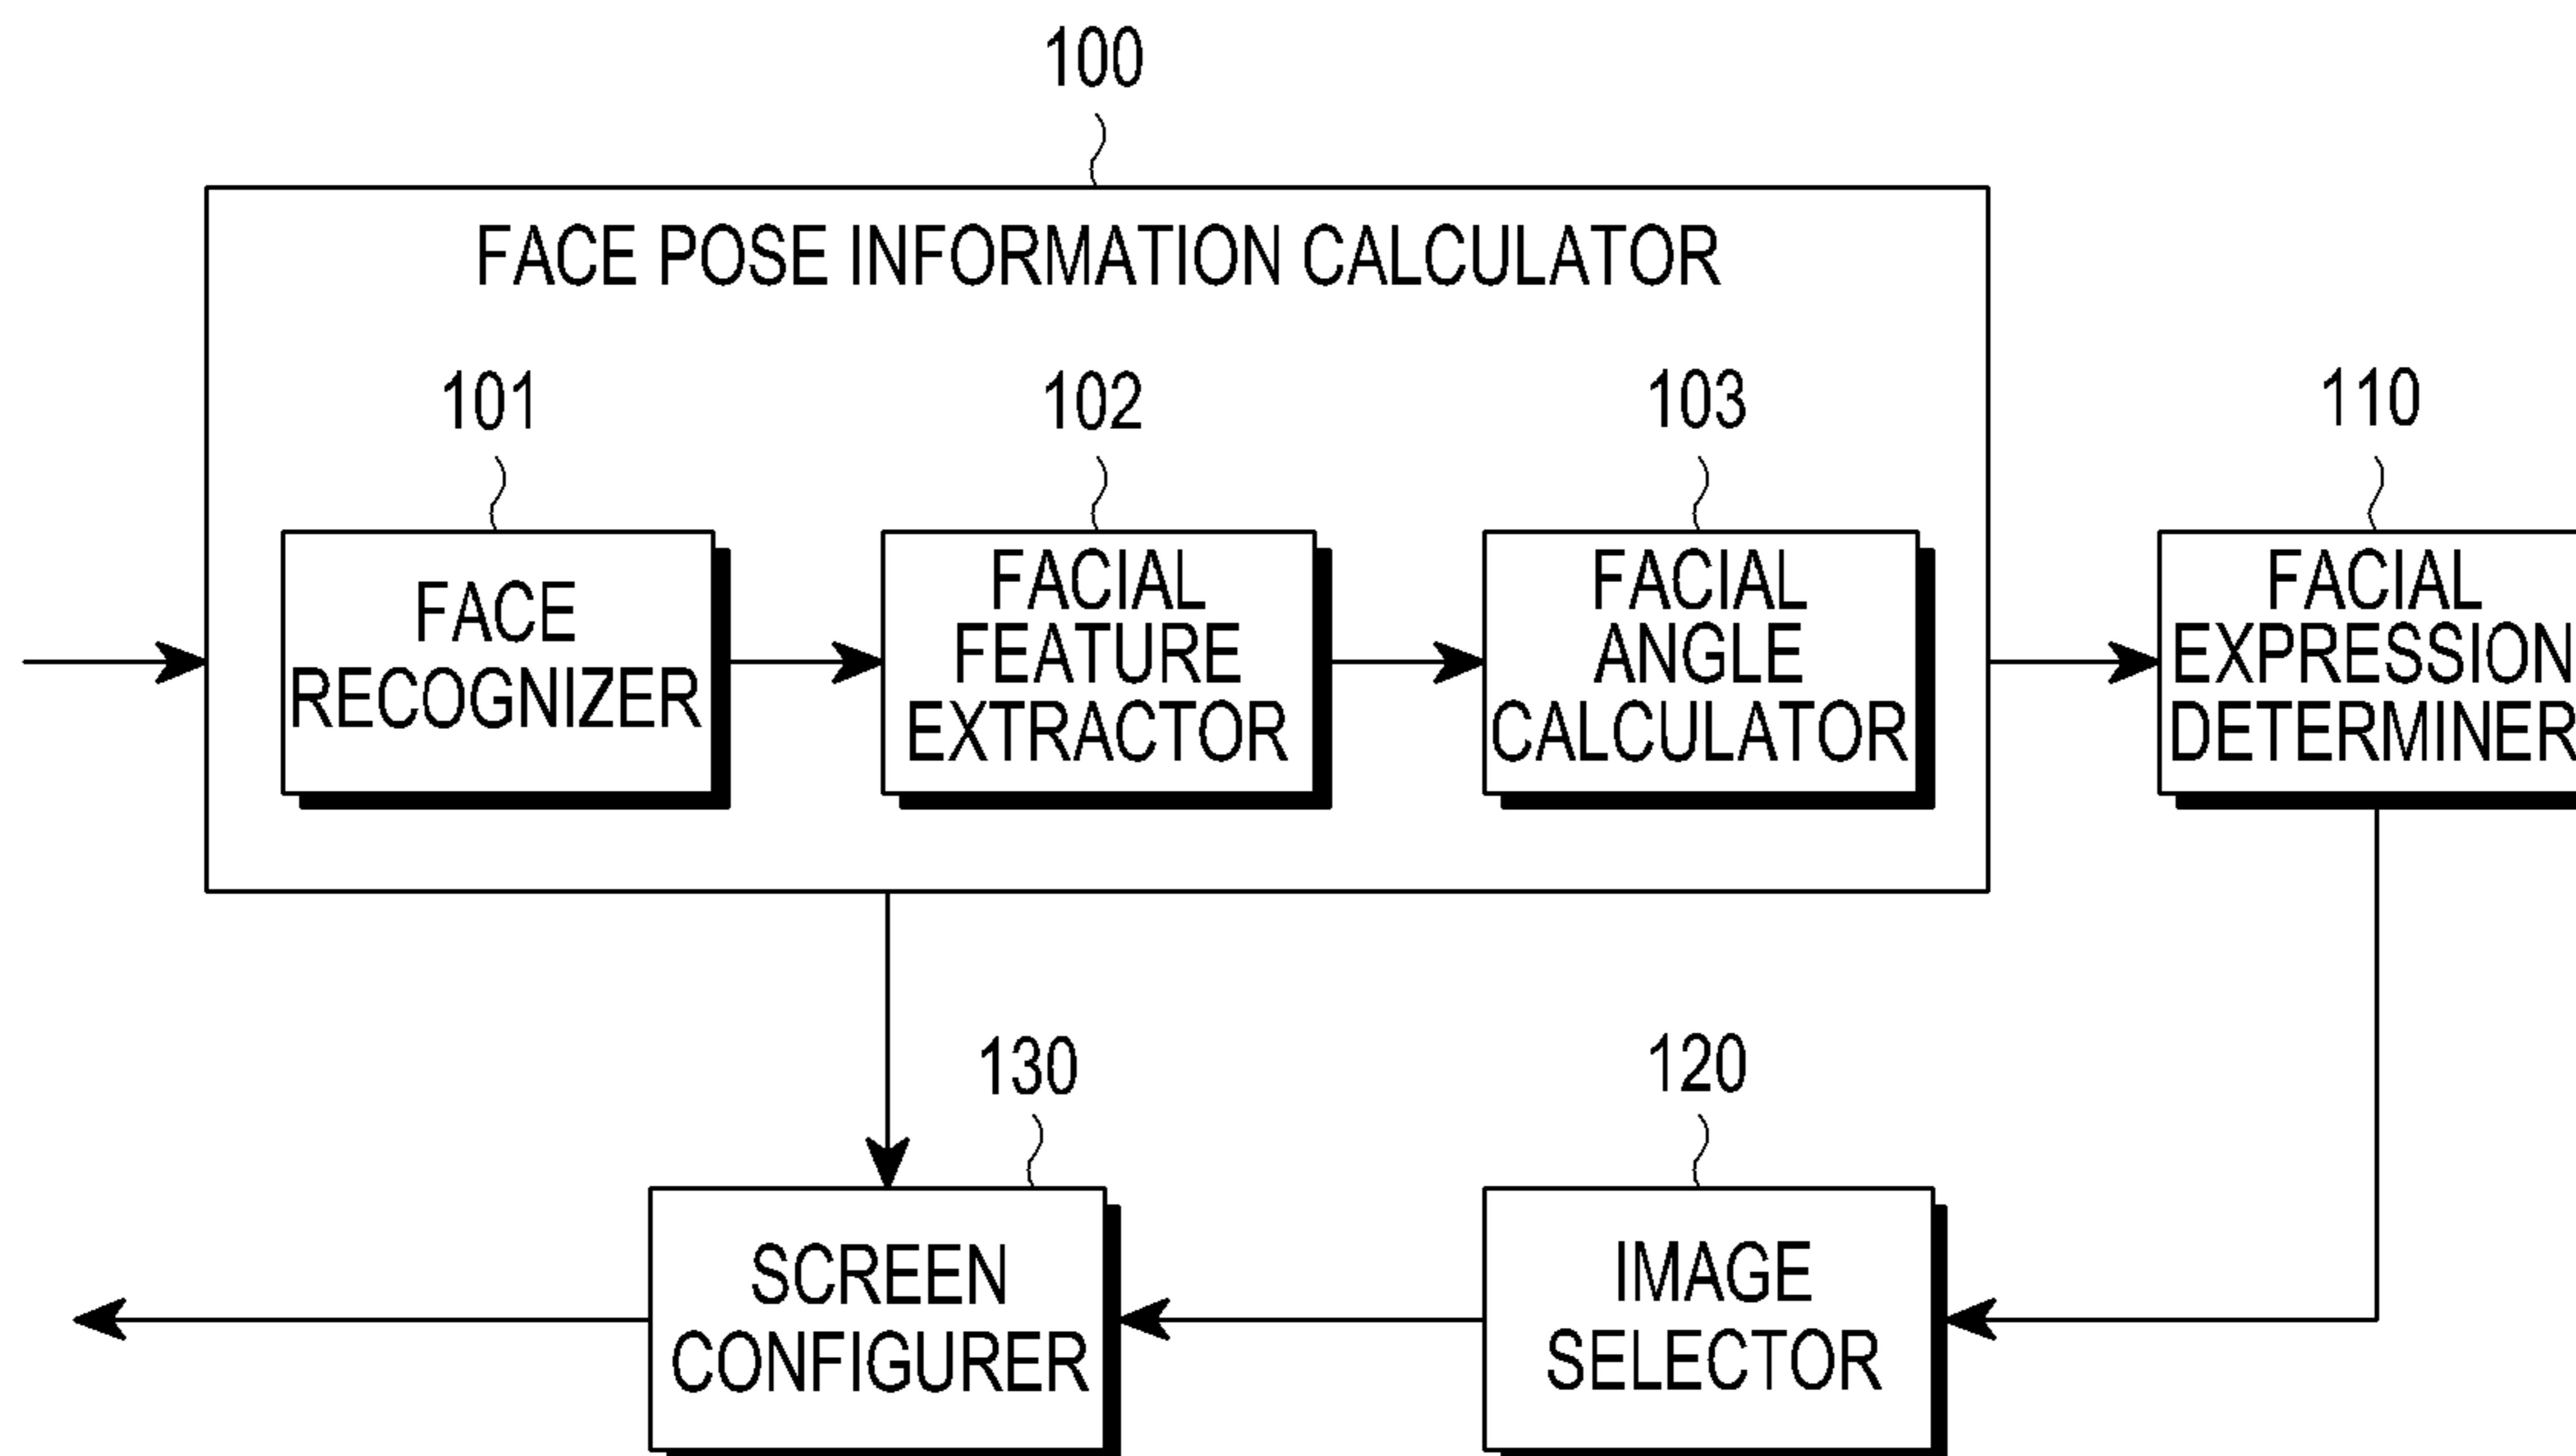 100
FACE POSE INFORMATION CALCULATOR
101
102
103
110
FACE
RECOGNIZER
FACIAL
FEATURE
EXTRACTOR
FACIAL
ANGLE
CALCULATOR
FACIAL
EXPRESSION
DETERMINER
130
120
SCREEN
CONFIGURER
IMAGE
SELECTOR